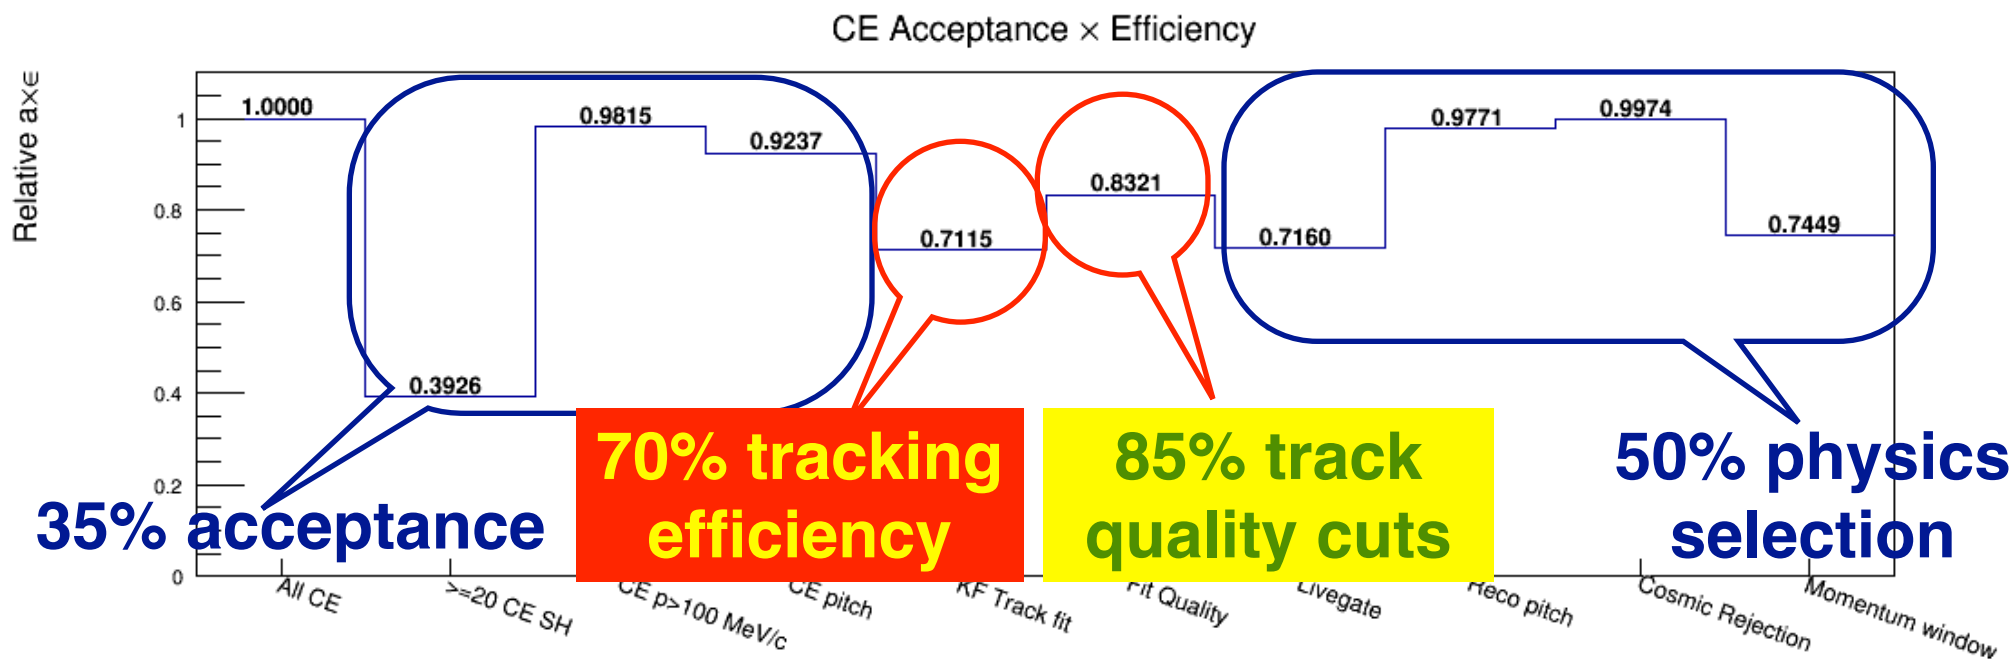 CE Acceptance × Efficiency
Relative a×ϵ
1
0.8
0.6
0.4
0.2
0
1.0000
0.3926
0.9815
0.9237
0.7115
0.8321
0.7160
0.9771
0.9974
0.7449
35% acceptance
70% tracking
efficiency
85% track
quality cuts
50% physics
selection
All CE
>=20 CE SH
CE p>100 MeV/c
CE pitch
KF Track fit
Fit Quality
Livegate
Reco pitch
Cosmic Rejection
Momentum window